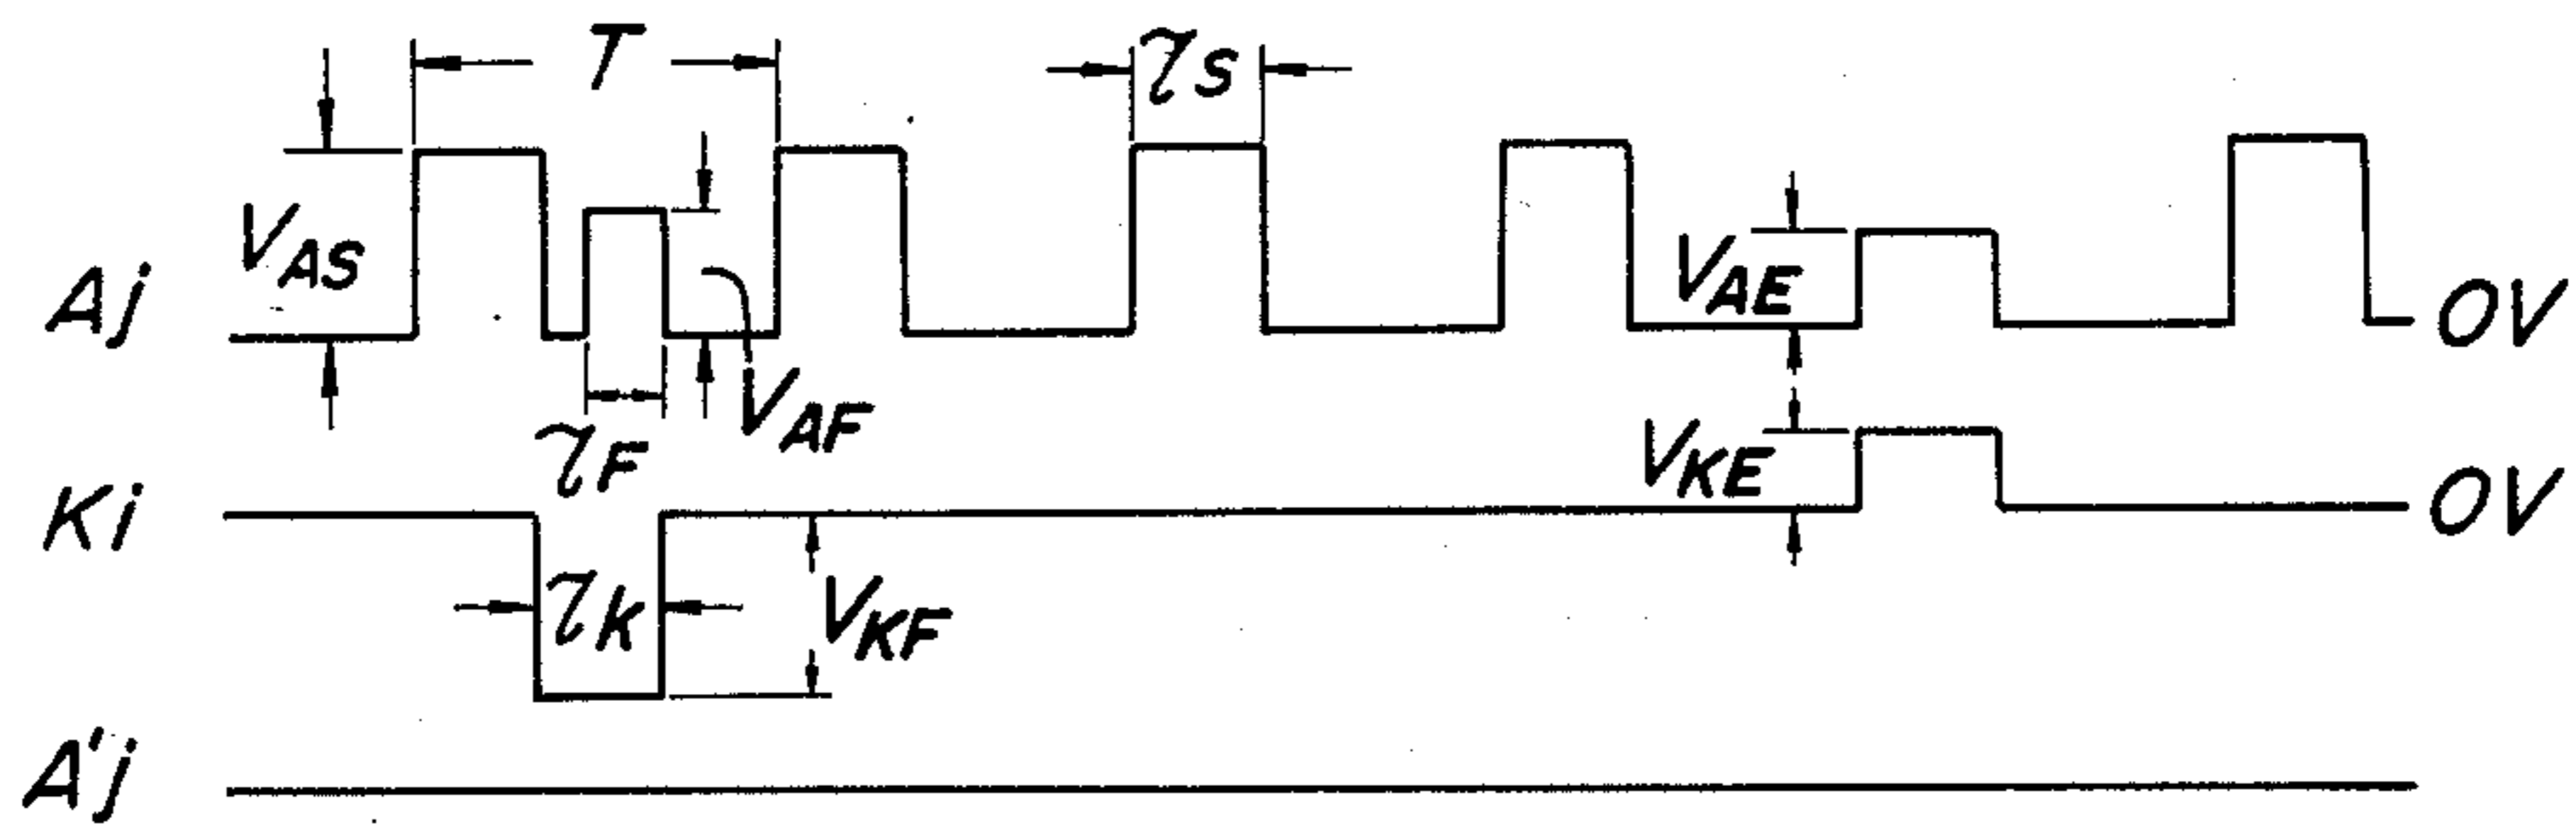 T
τS
VAS
VAE
Aj
0V
VAF
τF
VKE
Ki
0V
τK
VKF
A'j